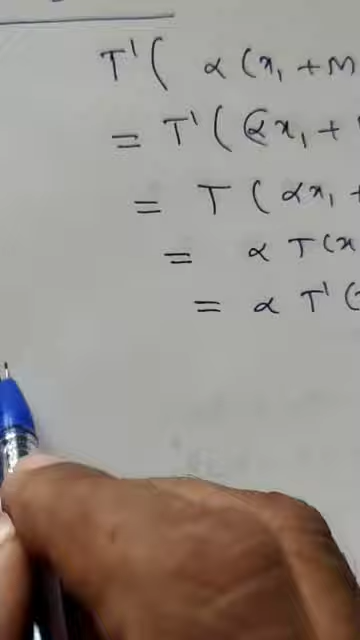 T'( α (x₁ + M
= T' ( (αx₁ +
= T ( αx₁ +
= α T(x
= α T' (